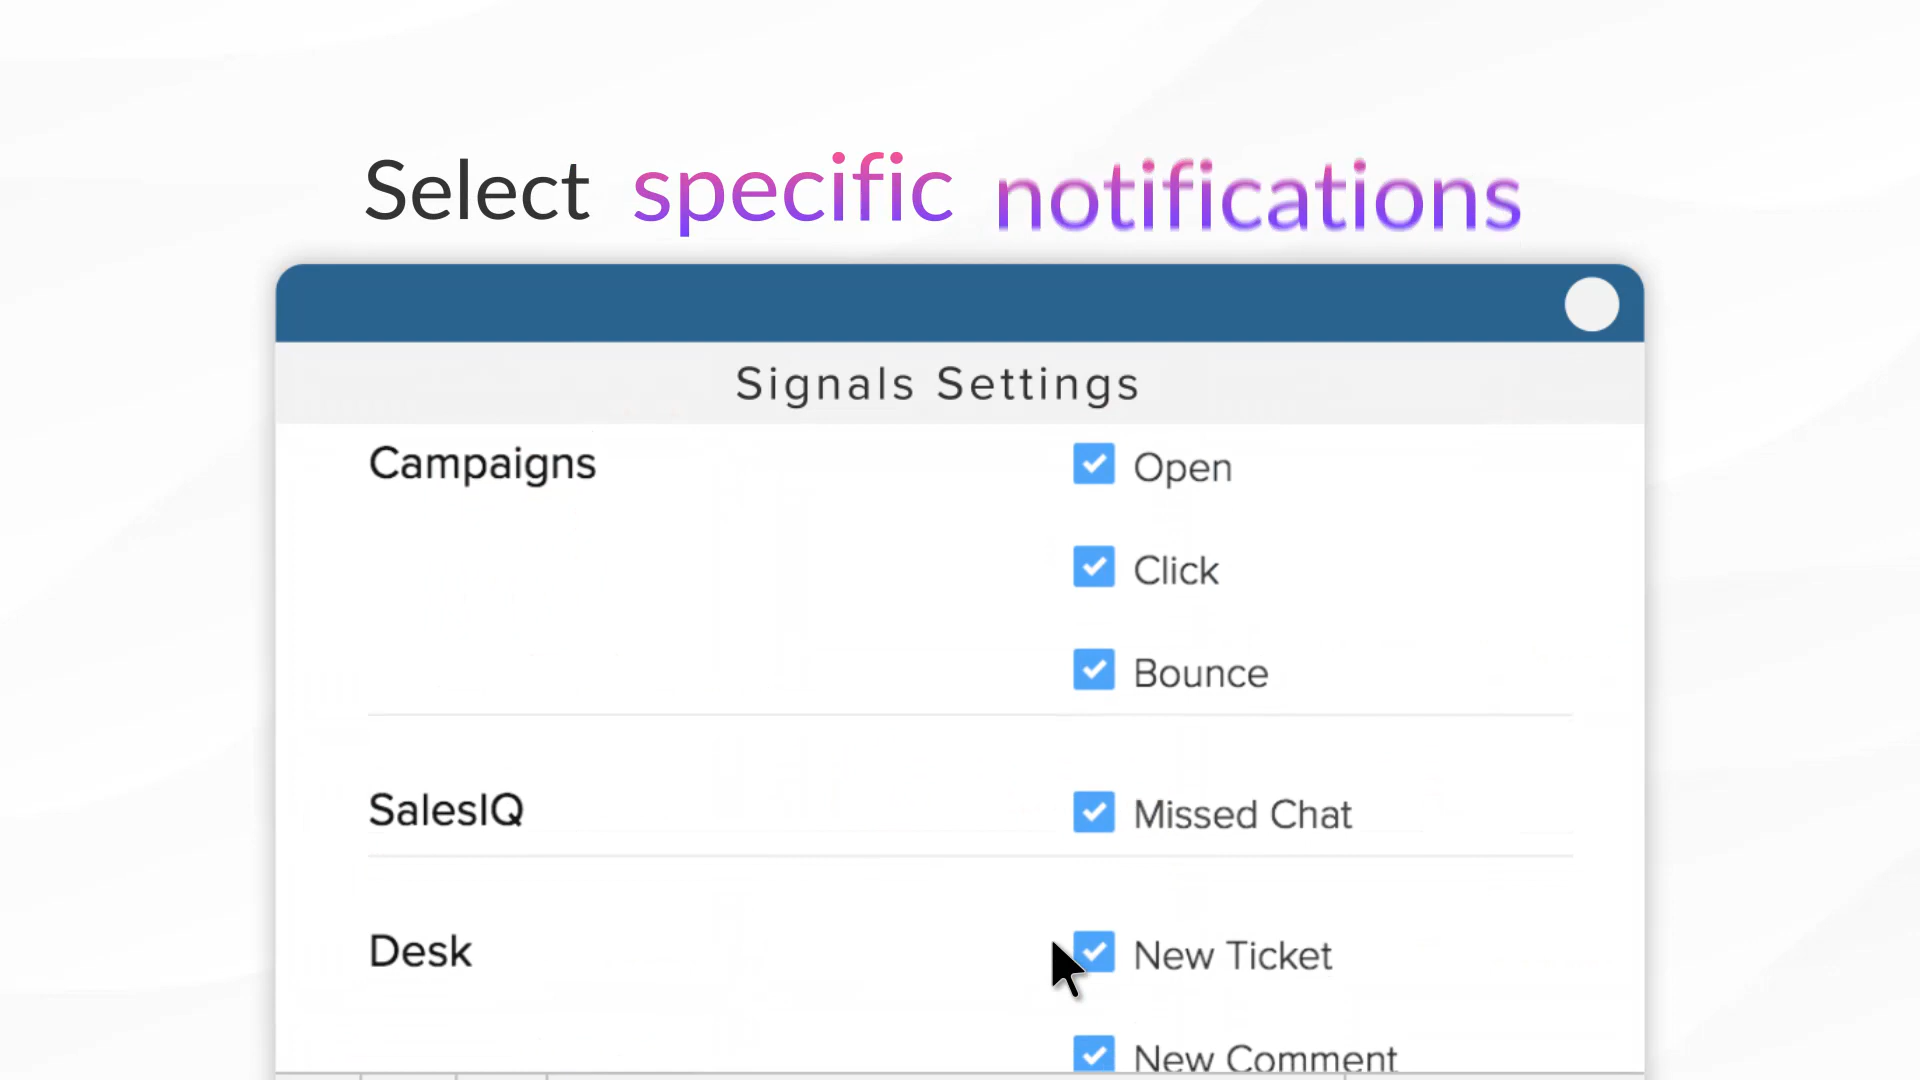 Select specific notifications
Signals Settings
Campaigns
Open
Click
Bounce
SalesIQ
Missed Chat
Desk
New Ticket
New Comment